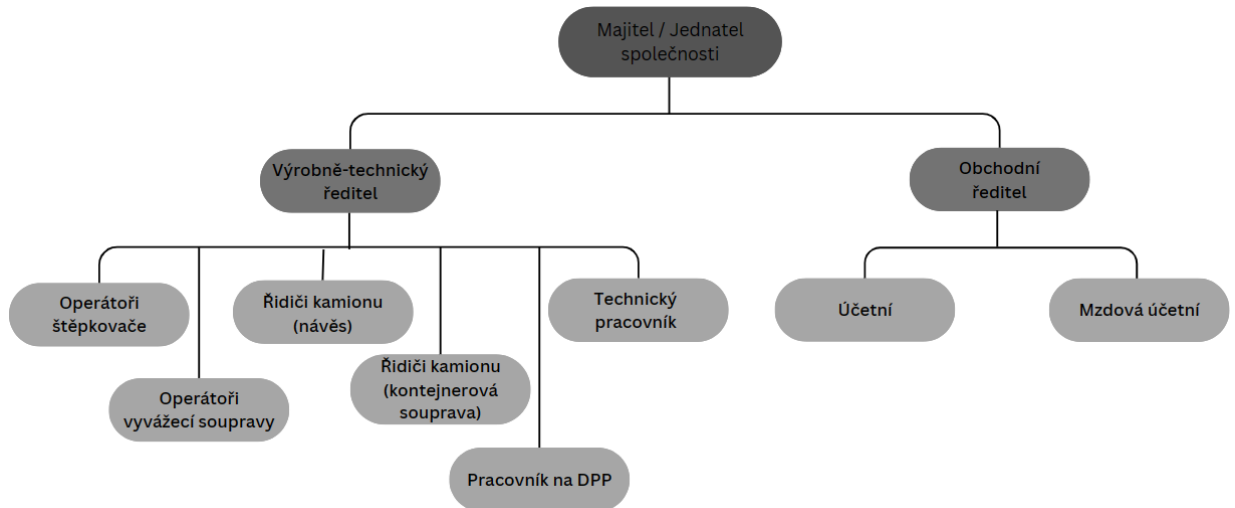 Majitel / Jednatel
společnosti
Výrobně-technický
ředitel
Obchodní
ředitel
Operátoři
štěpkovače
Řidiči kamionu
(návěs)
Technický
pracovník
Účetní
Mzdová účetní
Operátoři
vyvážecí soupravy
Řidiči kamionu
(kontejnerová
souprava)
Pracovník na DPP